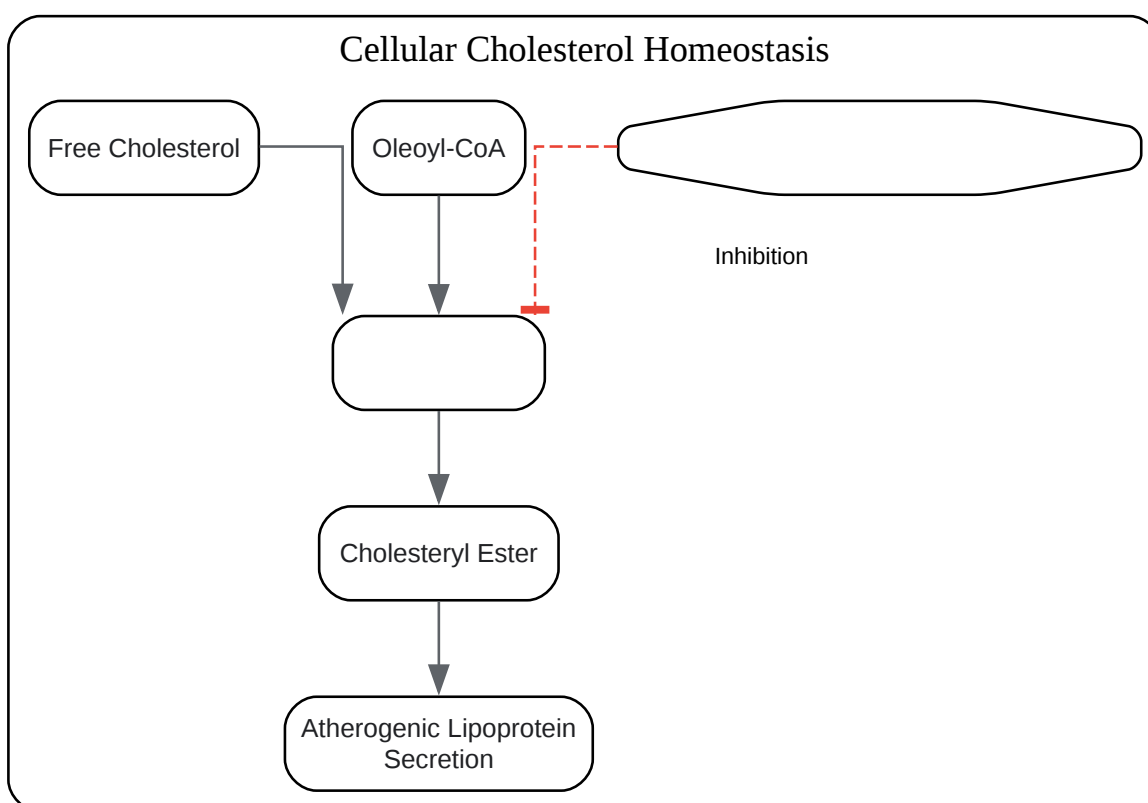 Cellular Cholesterol Homeostasis
Free Cholesterol
Oleoyl-CoA
Inhibition
Cholesteryl Ester
Atherogenic Lipoprotein
Secretion